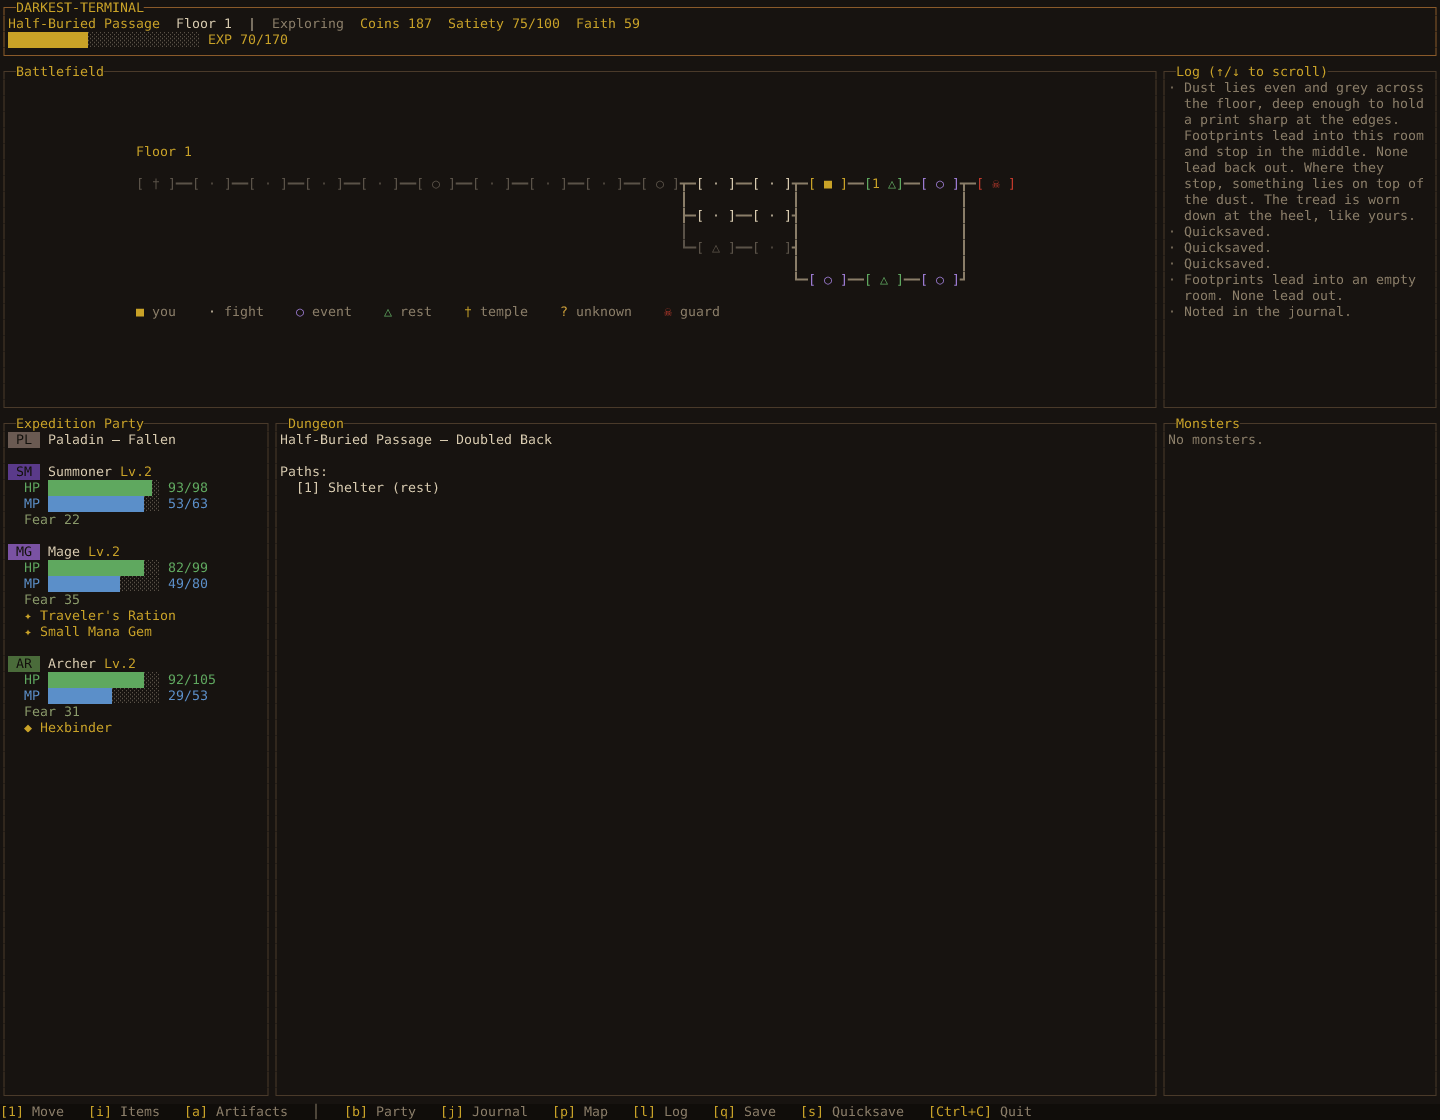 DARKEST-TERMINAL
Half-Buried Passage  Floor 1  |  Exploring  Coins 187  Satiety 75/100  Faith 59
EXP 70/170
Battlefield
Floor 1
[ † ]──[ · ]──[ · ]──[ · ]──[ · ]──[ ○ ]──[ · ]──[ · ]──[ · ]──[ ○ ]┬─[ · ]──[ · ]┬─[ ■ ]──[1 △]──[ ○ ]┬─[ ☠ ]
├─[ · ]──[ · ]┤
└─[ △ ]──[ · ]┤
└─[ ○ ]──[ △ ]──[ ○ ]┘
■ you    · fight    ○ event    △ rest    † temple    ? unknown    ☠ guard
Log (↑/↓ to scroll)
· Dust lies even and grey across
the floor, deep enough to hold
a print sharp at the edges.
Footprints lead into this room
and stop in the middle. None
lead back out. Where they
stop, something lies on top of
the dust. The tread is worn
down at the heel, like yours.
· Quicksaved.
· Quicksaved.
· Quicksaved.
· Footprints lead into an empty
room. None lead out.
· Noted in the journal.
Expedition Party
PL Paladin — Fallen
SM Summoner Lv.2
HP 93/98
MP 53/63
Fear 22
MG Mage Lv.2
HP 82/99
MP 49/80
Fear 35
✦ Traveler's Ration
✦ Small Mana Gem
AR Archer Lv.2
HP 92/105
MP 29/53
Fear 31
◆ Hexbinder
Dungeon
Half-Buried Passage — Doubled Back
Paths:
[1] Shelter (rest)
Monsters
No monsters.
[1] Move   [i] Items   [a] Artifacts   │   [b] Party   [j] Journal   [p] Map   [l] Log   [q] Save   [s] Quicksave   [Ctrl+C] Quit